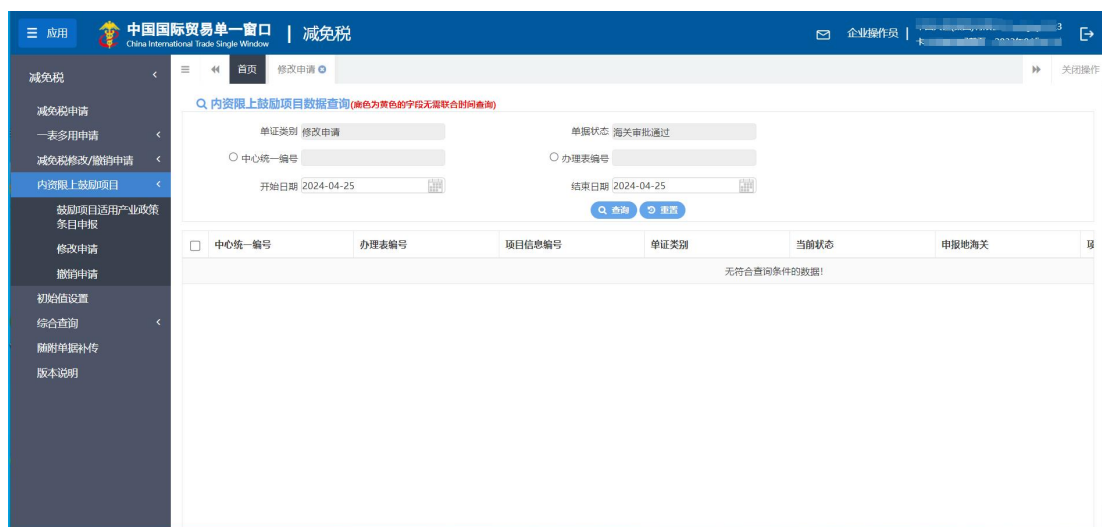 应用
中国国际贸易单一窗口
China International Trade Single Window
减免税
企业操作员
减免税
首页
修改申请
关闭操作
减免税申请
一表多用申请
减免税修改/撤销申请
内资限上鼓励项目
鼓励项目适用产业政策
条目申报
修改申请
撤销申请
初始值设置
综合查询
随附单据补传
版本说明
内资限上鼓励项目数据查询(底色为黄色的字段无需联合时间查询)
单证类别 修改申请 单据状态 海关审批通过
中心统一编号 办理表编号
开始日期 2024-04-25 结束日期 2024-04-25
查询 重置
中心统一编号 办理表编号 项目信息编号 单证类别 当前状态 申报地海关
无符合查询条件的数据!